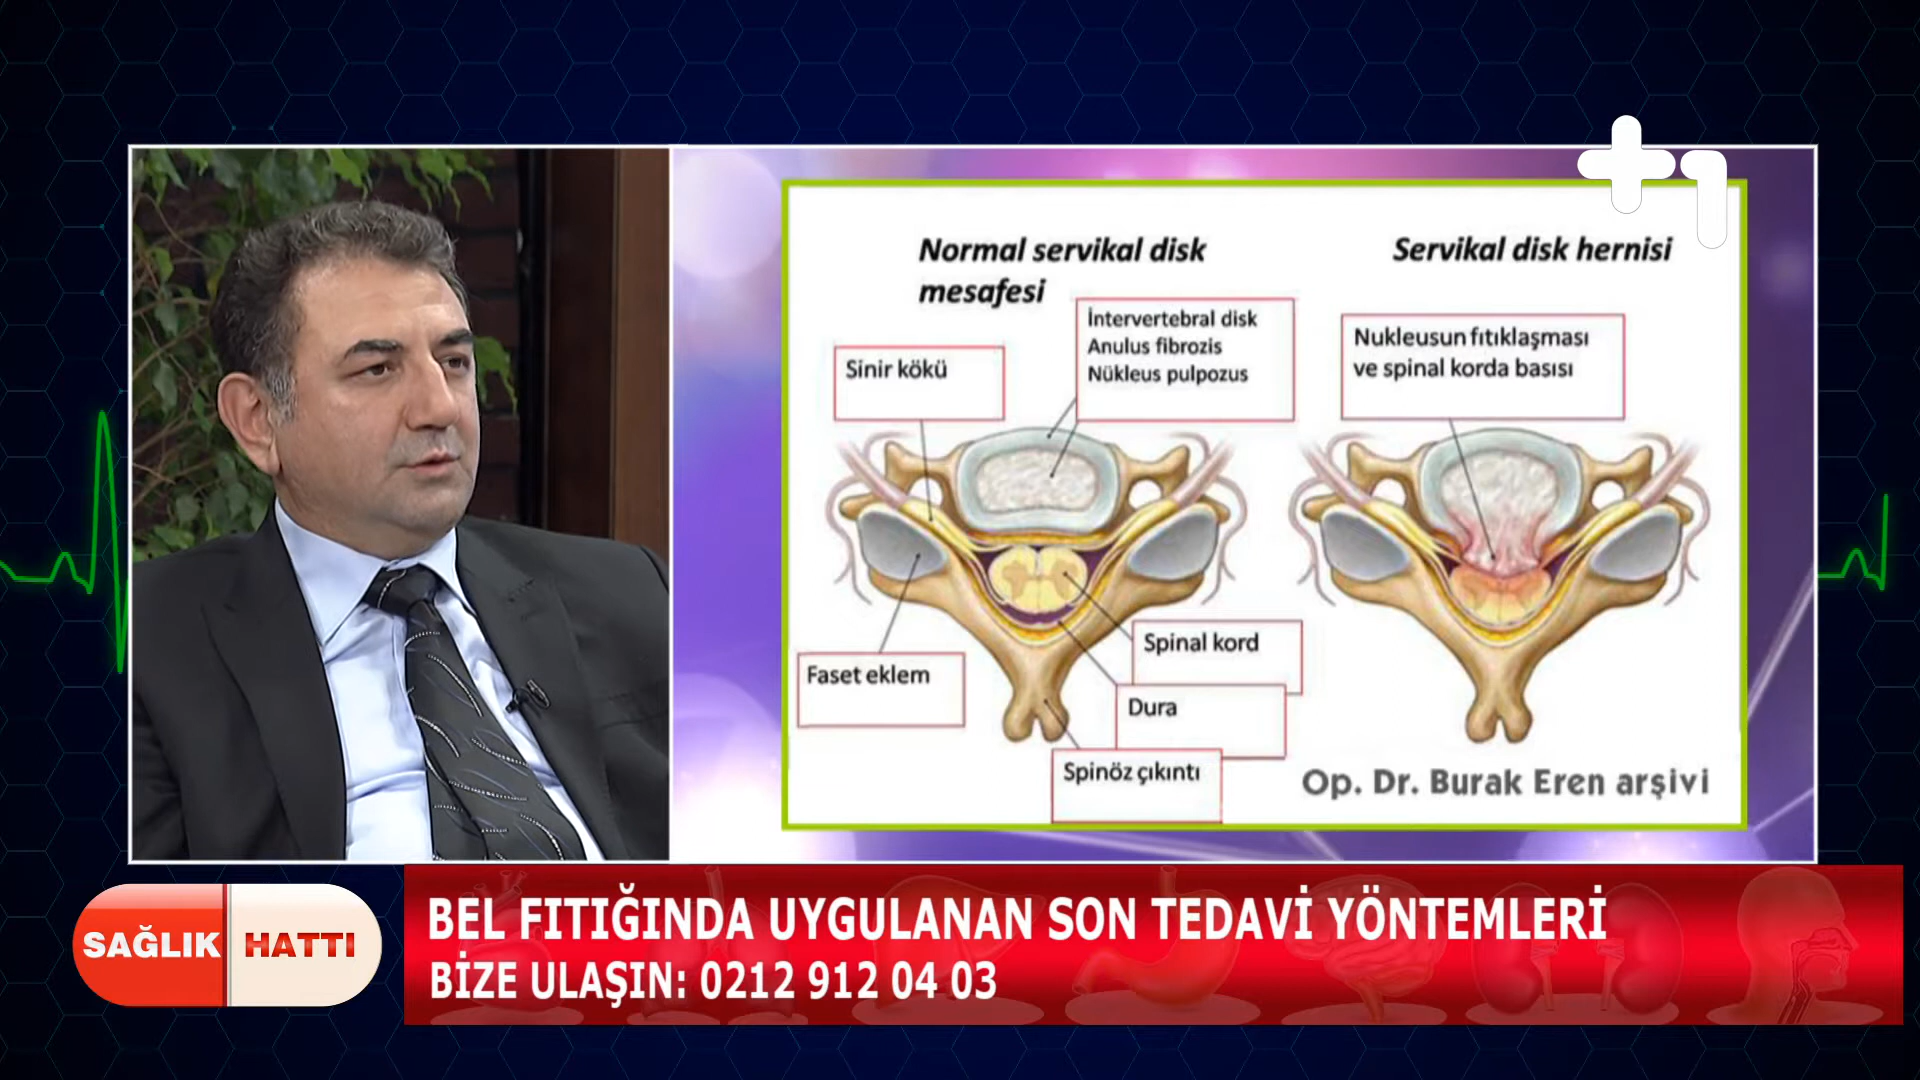 +1
Normal servikal disk
mesafesi
Servikal disk hernisi
İntervertebral disk
Anulus fibrozis
Nükleus pulpozus
Sinir kökü
Nukleusun fıtıklaşması
ve spinal korda basısı
Spinal kord
Faset eklem
Dura
Spinöz çıkıntı
Op. Dr. Burak Eren arşivi
SAĞLIK HATTI
BEL FITIĞINDA UYGULANAN SON TEDAVİ YÖNTEMLERİ
BİZE ULAŞIN: 0212 912 04 03